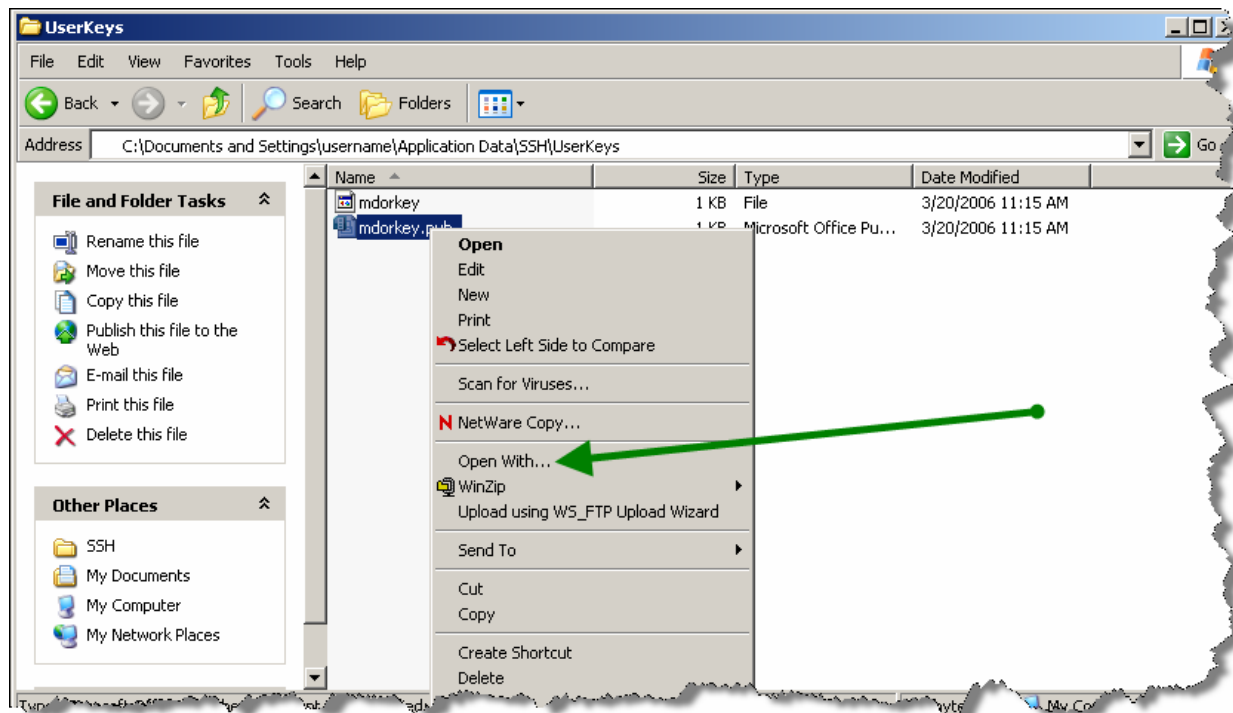 UserKeys
File Edit View Favorites Tools Help
Back Search Folders
Address C:\Documents and Settings\username\Application Data\SSH\UserKeys Go
Name Size Type Date Modified
File and Folder Tasks
mdorkey 1 KB File 3/20/2006 11:15 AM
mdorkey.pub 1 KB Microsoft Office Pu... 3/20/2006 11:15 AM
Rename this file
Move this file
Copy this file
Publish this file to the
Web
E-mail this file
Print this file
Delete this file
Other Places
SSH
My Documents
My Computer
My Network Places
Open
Edit
New
Print
Select Left Side to Compare
Scan for Viruses...
N NetWare Copy...
Open With...
WinZip
Upload using WS_FTP Upload Wizard
Send To
Cut
Copy
Create Shortcut
Delete
My